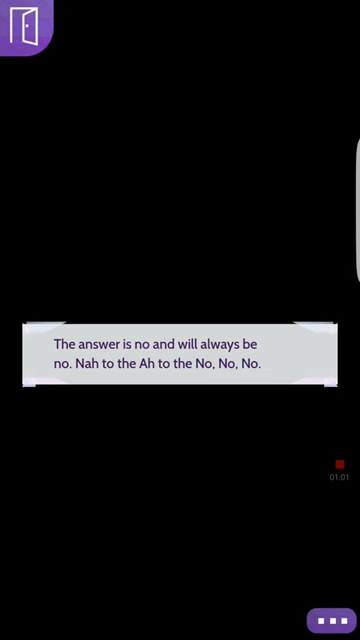 The answer is no and will always be
no. Nah to the Ah to the No, No, No.
01:01